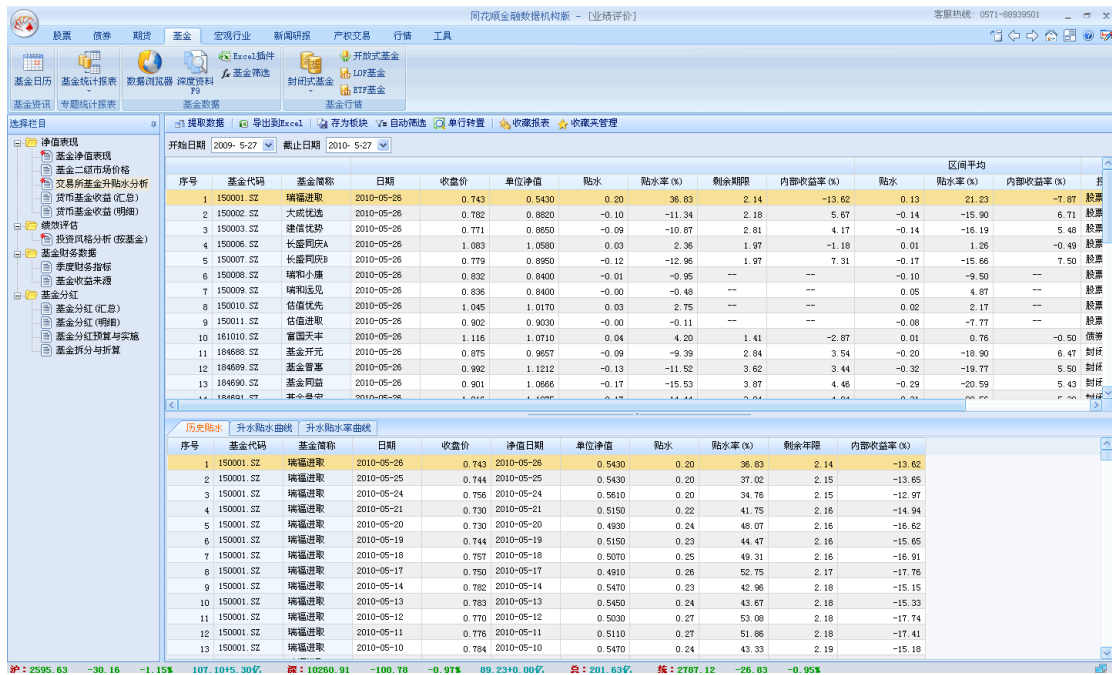 同花顺金融数据机构版 - [业绩评价] 客服热线: 0571-88939501
股票 债券 期货 基金 宏观行业 新闻研报 产权交易 行情 工具
基金日历 基金统计报表 数据浏览器 深度资料 F9 Excel插件 基金筛选 封闭式基金 开放式基金 LOF基金 ETF基金
基金资讯 专题统计报表 基金数据 基金行情
选择栏目
净值表现
基金净值表现
基金二级市场价格
交易所基金升贴水分析
货币基金收益(汇总)
货币基金收益(明细)
绩效评估
投资风格分析(按基金)
基金财务数据
季度财务指标
基金收益来源
基金分红
基金分红(汇总)
基金分红(明细)
基金分红预算与实施
基金拆分与折算
提取数据 导出到Excel 存为板块 自动筛选 单行转置 收藏报表 收藏夹管理
开始日期 2009- 5-27 截止日期 2010- 5-27
区间平均
序号 基金代码 基金简称 日期 收盘价 单位净值 贴水 贴水率(%) 剩余期限 内部收益率(%) 贴水 贴水率(%) 内部收益率(%)
1 150001.SZ 瑞福进取 2010-05-26 0.743 0.5430 0.20 36.83 2.14 -13.62 0.13 21.23 -7.87 股票
2 150002.SZ 大成优选 2010-05-26 0.782 0.8820 -0.10 -11.34 2.18 5.67 -0.14 -15.90 6.71 股票
3 150003.SZ 建信优势 2010-05-26 0.771 0.8650 -0.09 -10.87 2.81 4.17 -0.14 -16.19 5.48 股票
4 150006.SZ 长盛同庆A 2010-05-26 1.083 1.0580 0.03 2.36 1.97 -1.18 0.01 1.26 -0.49 股票
5 150007.SZ 长盛同庆B 2010-05-26 0.779 0.8950 -0.12 -12.96 1.97 7.31 -0.17 -15.66 7.50 股票
6 150008.SZ 瑞和小康 2010-05-26 0.832 0.8400 -0.01 -0.95 -- -- -0.10 -9.50 -- 股票
7 150009.SZ 瑞和远见 2010-05-26 0.836 0.8400 -0.00 -0.48 -- -- 0.05 4.87 -- 股票
8 150010.SZ 估值优先 2010-05-26 1.045 1.0170 0.03 2.75 -- -- 0.02 2.17 -- 股票
9 150011.SZ 估值进取 2010-05-26 0.902 0.9030 -0.00 -0.11 -- -- -0.08 -7.77 -- 股票
10 161010.SZ 富国天丰 2010-05-26 1.116 1.0710 0.04 4.20 1.41 -2.87 0.01 0.76 -0.50 债券
11 184688.SZ 基金开元 2010-05-26 0.875 0.9657 -0.09 -9.39 2.84 3.54 -0.20 -18.90 6.47 封闭
12 184689.SZ 基金普惠 2010-05-26 0.992 1.1212 -0.13 -11.52 3.62 3.44 -0.32 -19.77 5.50 封闭
13 184690.SZ 基金同益 2010-05-26 0.901 1.0666 -0.17 -15.53 3.87 4.46 -0.29 -20.59 5.43 封闭
历史贴水 升水贴水曲线 升水贴水率曲线
序号 基金代码 基金简称 日期 收盘价 净值日期 单位净值 贴水 贴水率(%) 剩余年限 内部收益率(%)
1 150001.SZ 瑞福进取 2010-05-26 0.743 2010-05-26 0.5430 0.20 36.83 2.14 -13.62
2 150001.SZ 瑞福进取 2010-05-25 0.744 2010-05-25 0.5430 0.20 37.02 2.15 -13.65
3 150001.SZ 瑞福进取 2010-05-24 0.756 2010-05-24 0.5610 0.20 34.76 2.15 -12.97
4 150001.SZ 瑞福进取 2010-05-21 0.730 2010-05-21 0.5150 0.22 41.75 2.16 -14.94
5 150001.SZ 瑞福进取 2010-05-20 0.730 2010-05-20 0.4930 0.24 48.07 2.16 -16.62
6 150001.SZ 瑞福进取 2010-05-19 0.744 2010-05-19 0.5150 0.23 44.47 2.16 -15.65
7 150001.SZ 瑞福进取 2010-05-18 0.757 2010-05-18 0.5070 0.25 49.31 2.16 -16.91
8 150001.SZ 瑞福进取 2010-05-17 0.750 2010-05-17 0.4910 0.26 52.75 2.17 -17.76
9 150001.SZ 瑞福进取 2010-05-14 0.782 2010-05-14 0.5470 0.23 42.96 2.18 -15.15
10 150001.SZ 瑞福进取 2010-05-13 0.783 2010-05-13 0.5450 0.24 43.67 2.18 -15.33
11 150001.SZ 瑞福进取 2010-05-12 0.770 2010-05-12 0.5030 0.27 53.08 2.18 -17.74
12 150001.SZ 瑞福进取 2010-05-11 0.776 2010-05-11 0.5110 0.27 51.86 2.18 -17.41
13 150001.SZ 瑞福进取 2010-05-10 0.784 2010-05-10 0.5470 0.24 43.33 2.19 -15.18
沪:2595.63 -30.16 -1.15% 107.10+5.30亿 深:10260.91 -100.78 -0.97% 89.23+0.00亿 总:201.63亿 综:2787.12 -26.83 -0.95%